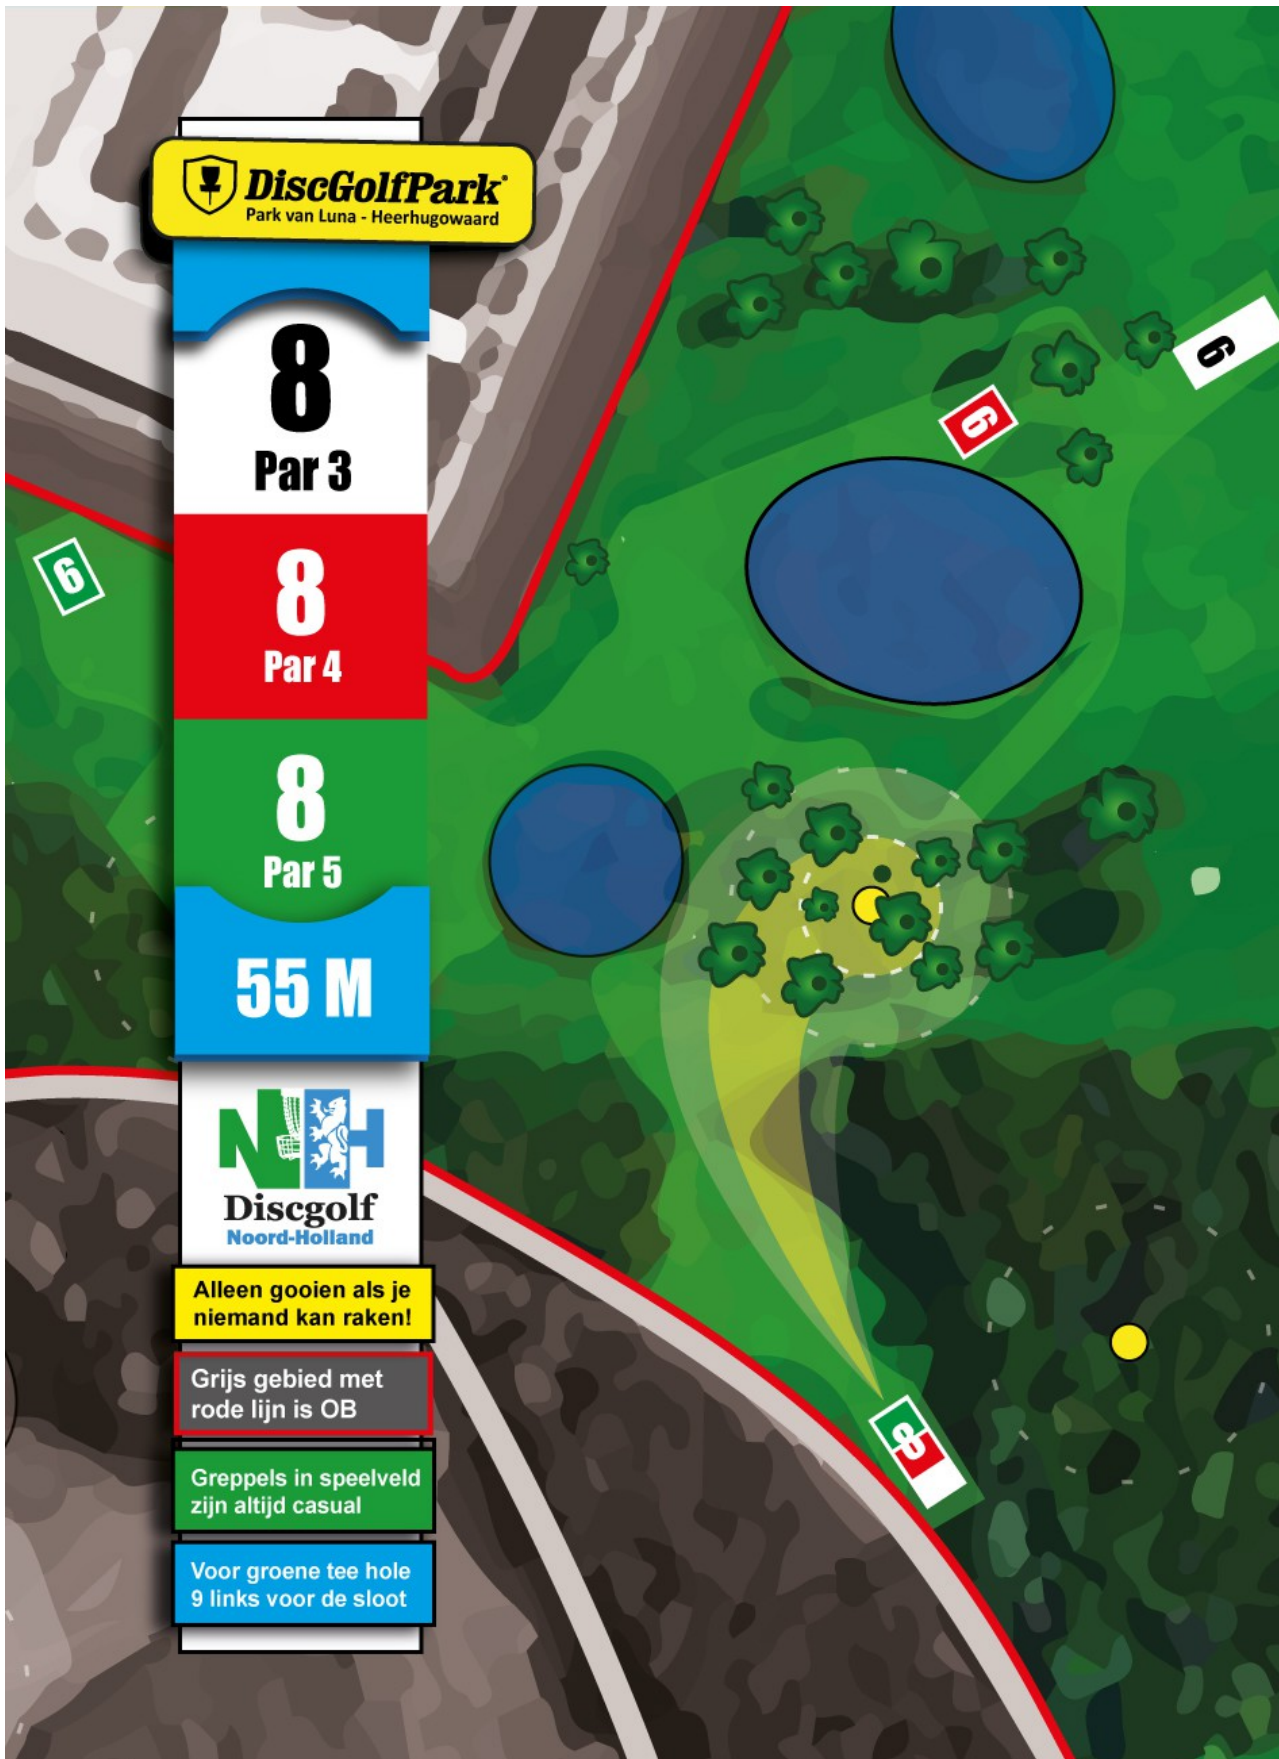 DiscGolfPark
Park van Luna - Heerhugowaard
8
Par 3
8
Par 4
8
Par 5
55 M
NH
Discgolf
Noord-Holland
Alleen gooien als je
niemand kan raken!
Grijs gebied met
rode lijn is OB
Greppels in speelveld
zijn altijd casual
Voor groene tee hole
9 links voor de sloot
9
9
9
8